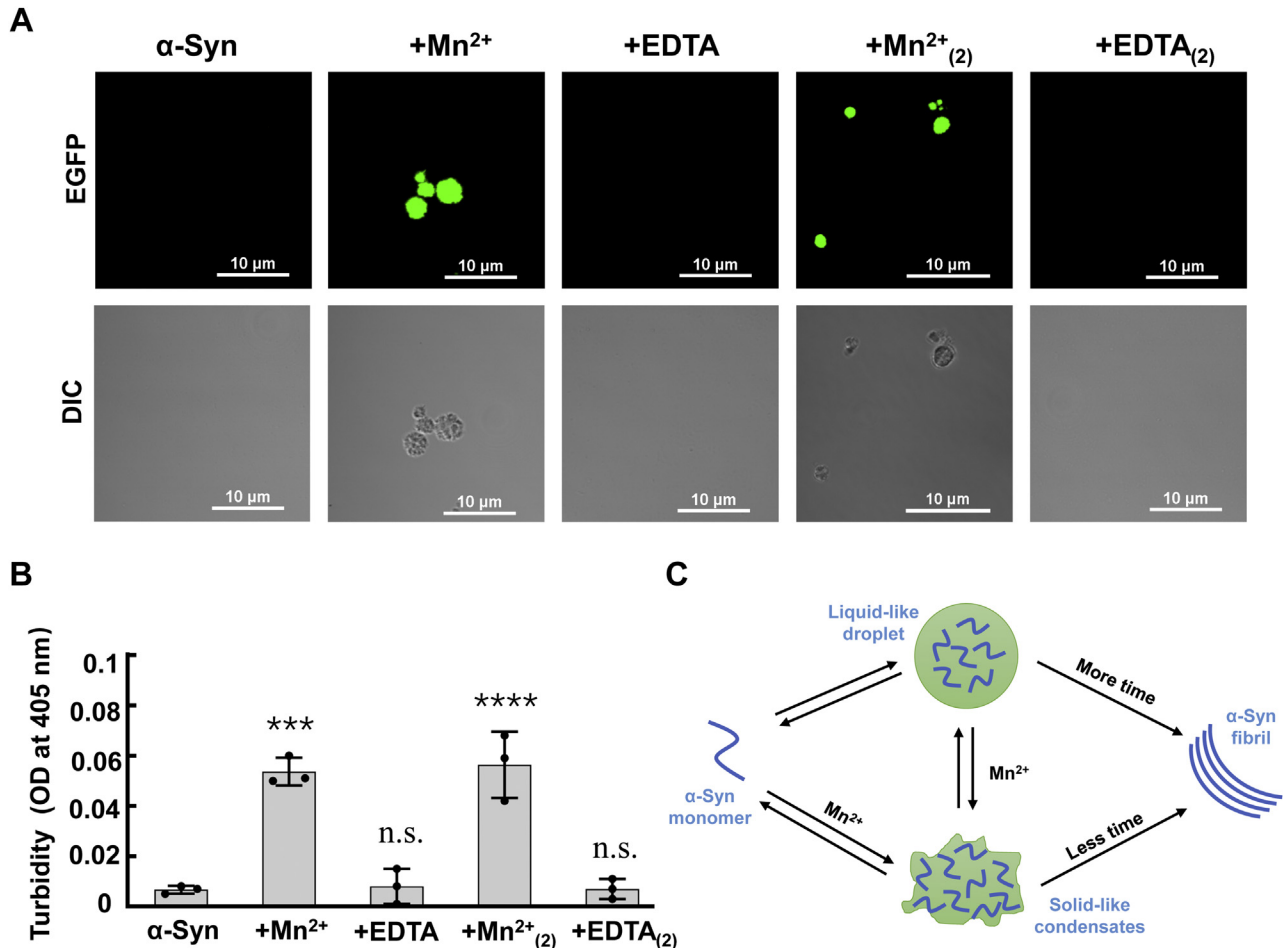 A
α-Syn
+Mn²⁺
+EDTA
+Mn²⁺₍₂₎
+EDTA₍₂₎
EGFP
10 µm
10 µm
10 µm
10 µm
10 µm
DIC
10 µm
10 µm
10 µm
10 µm
10 µm
B
Turbidity (OD at 405 nm)
0.1
0.08
0.06
0.04
0.02
0
***
n.s.
****
n.s.
α-Syn
+Mn²⁺
+EDTA
+Mn²⁺₍₂₎
+EDTA₍₂₎
C
Liquid-like
droplet
More time
α-Syn
fibril
Mn²⁺
α-Syn
monomer
Mn²⁺
Less time
Solid-like
condensates